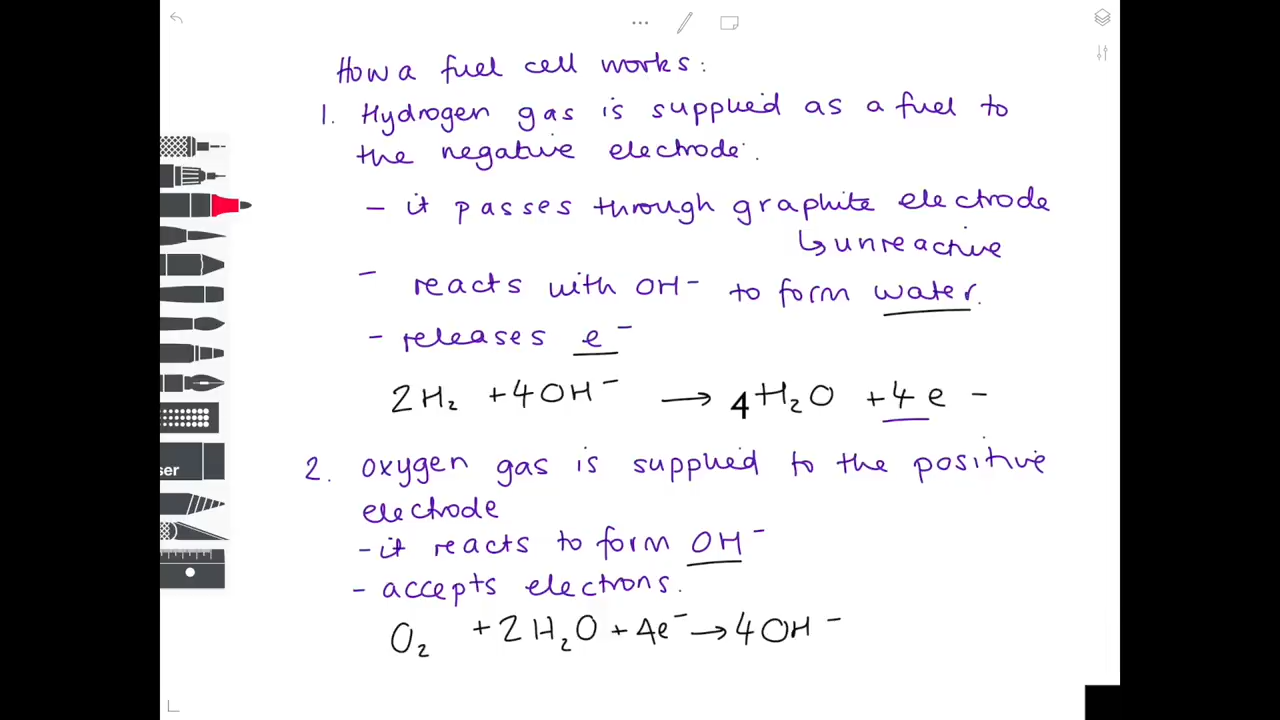 How a fuel cell works:
1. Hydrogen gas is supplied as a fuel to
the negative electrode.
- it passes through graphite electrode
↳ unreactive
- reacts with OH- to form water.
- releases e⁻
2H₂ + 4OH⁻ → 4H₂O + 4e⁻
2. oxygen gas is supplied to the positive
electrode
- it reacts to form OH⁻
- accepts electrons.
O₂ + 2H₂O + 4e⁻ → 4OH⁻
ser